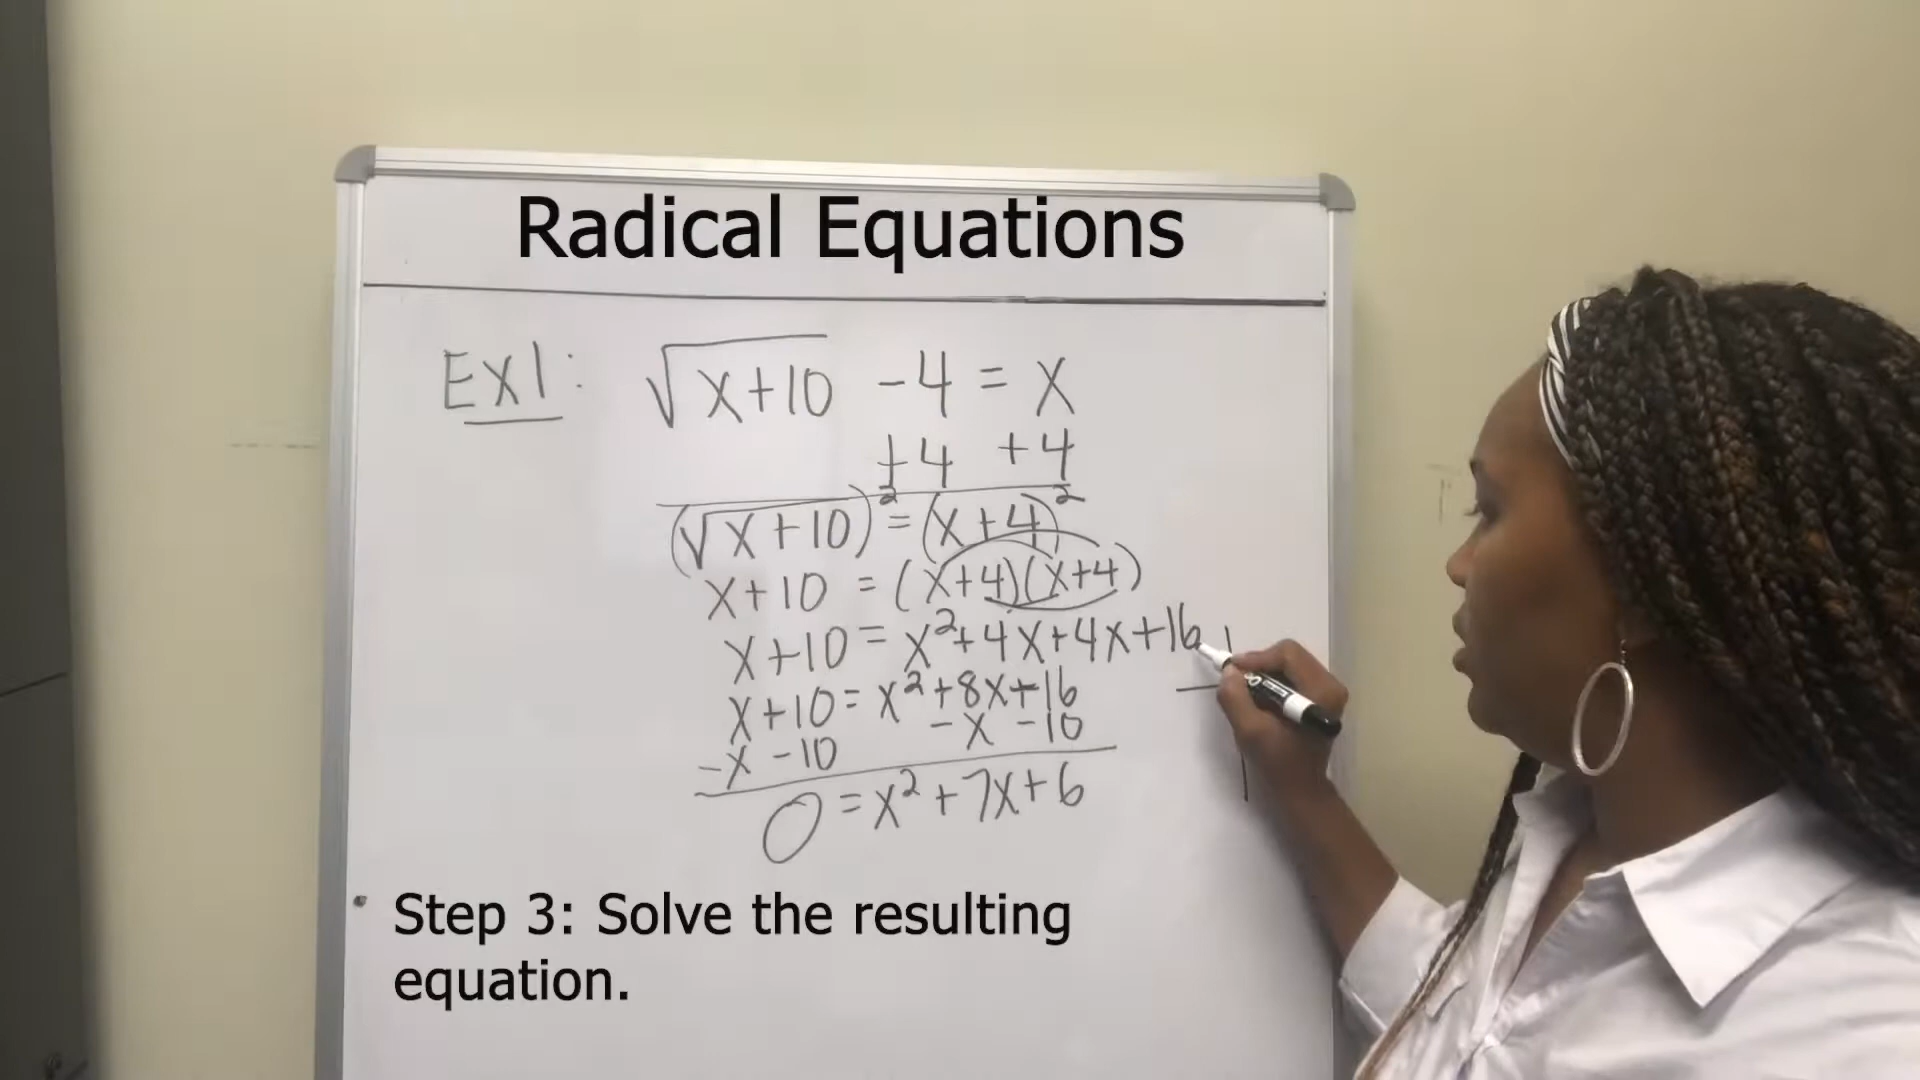 Radical Equations
Ex1: √x+10 -4 = x
+4 +4
(√x+10)² = (x+4)²
x+10 = (x+4)(x+4)
x+10 = x²+4x+4x+16
x+10 = x²+8x+16
-x -10 -x -10
0 = x²+7x+6
Step 3: Solve the resulting
equation.